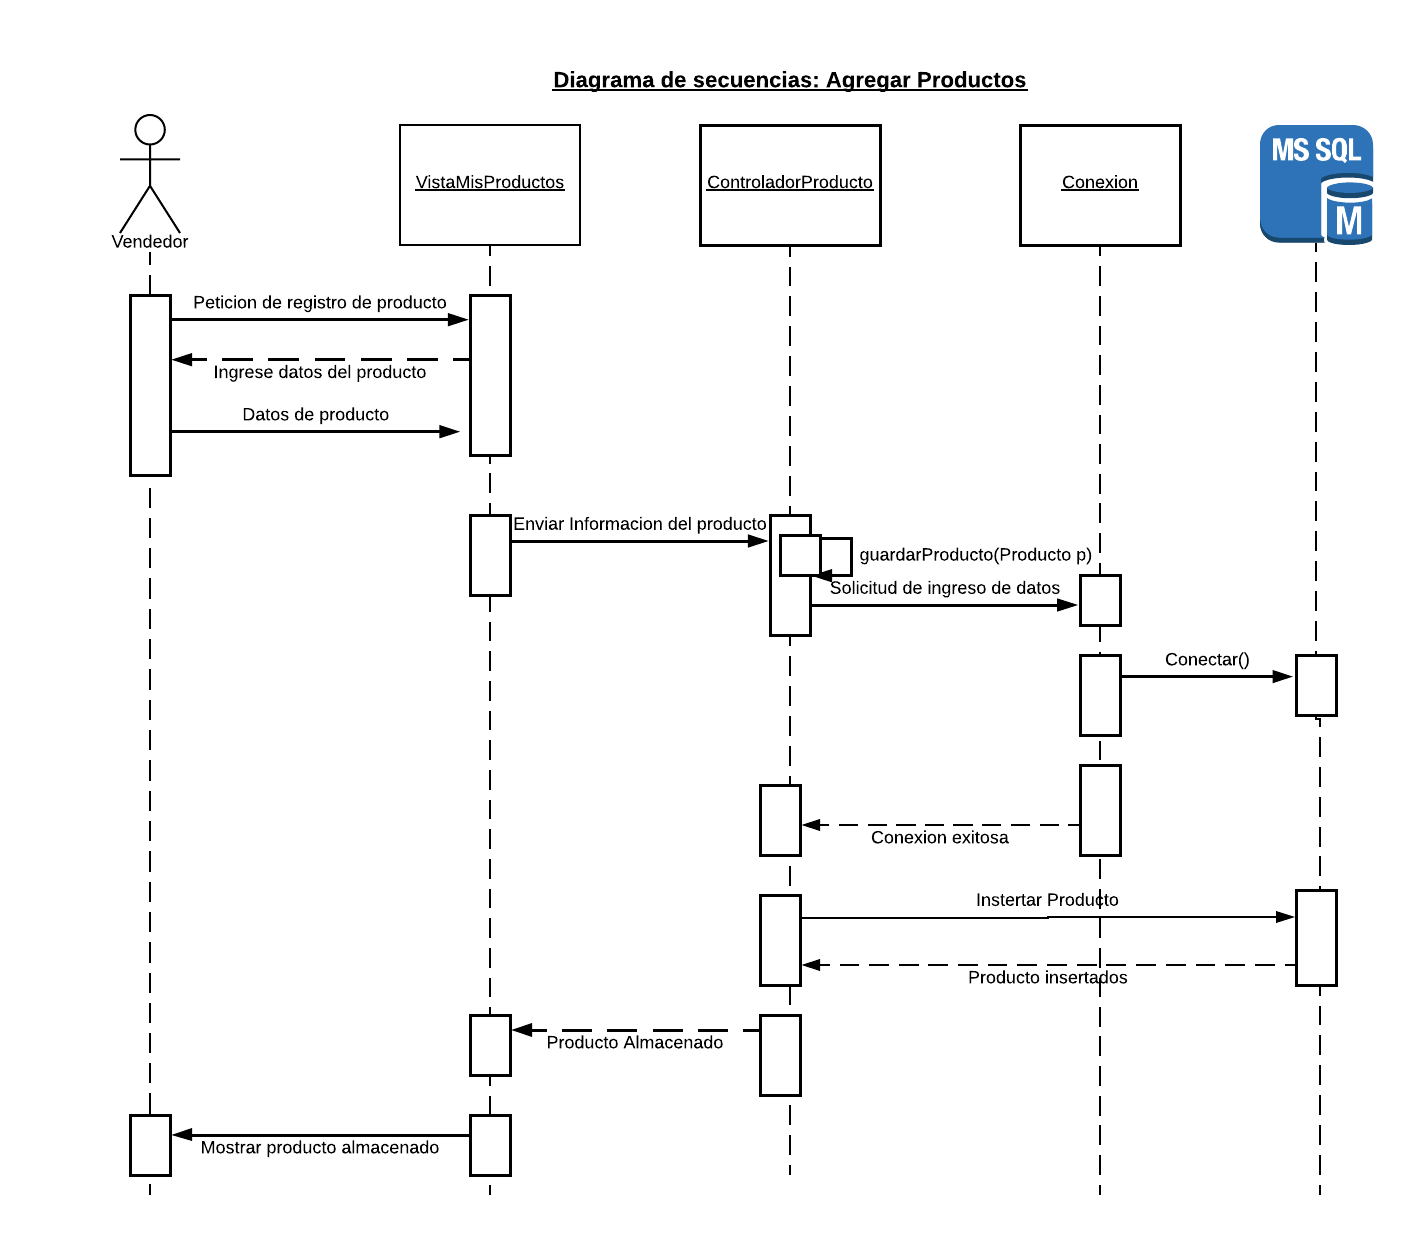 Diagrama de secuencias: Agregar Productos
MS SQL
M
VistaMisProductos
ControladorProducto
Conexion
Vendedor
Peticion de registro de producto
Ingrese datos del producto
Datos de producto
Enviar Informacion del producto
guardarProducto(Producto p)
Solicitud de ingreso de datos
Conectar()
Conexion exitosa
Instertar Producto
Producto insertados
Producto Almacenado
Mostrar producto almacenado